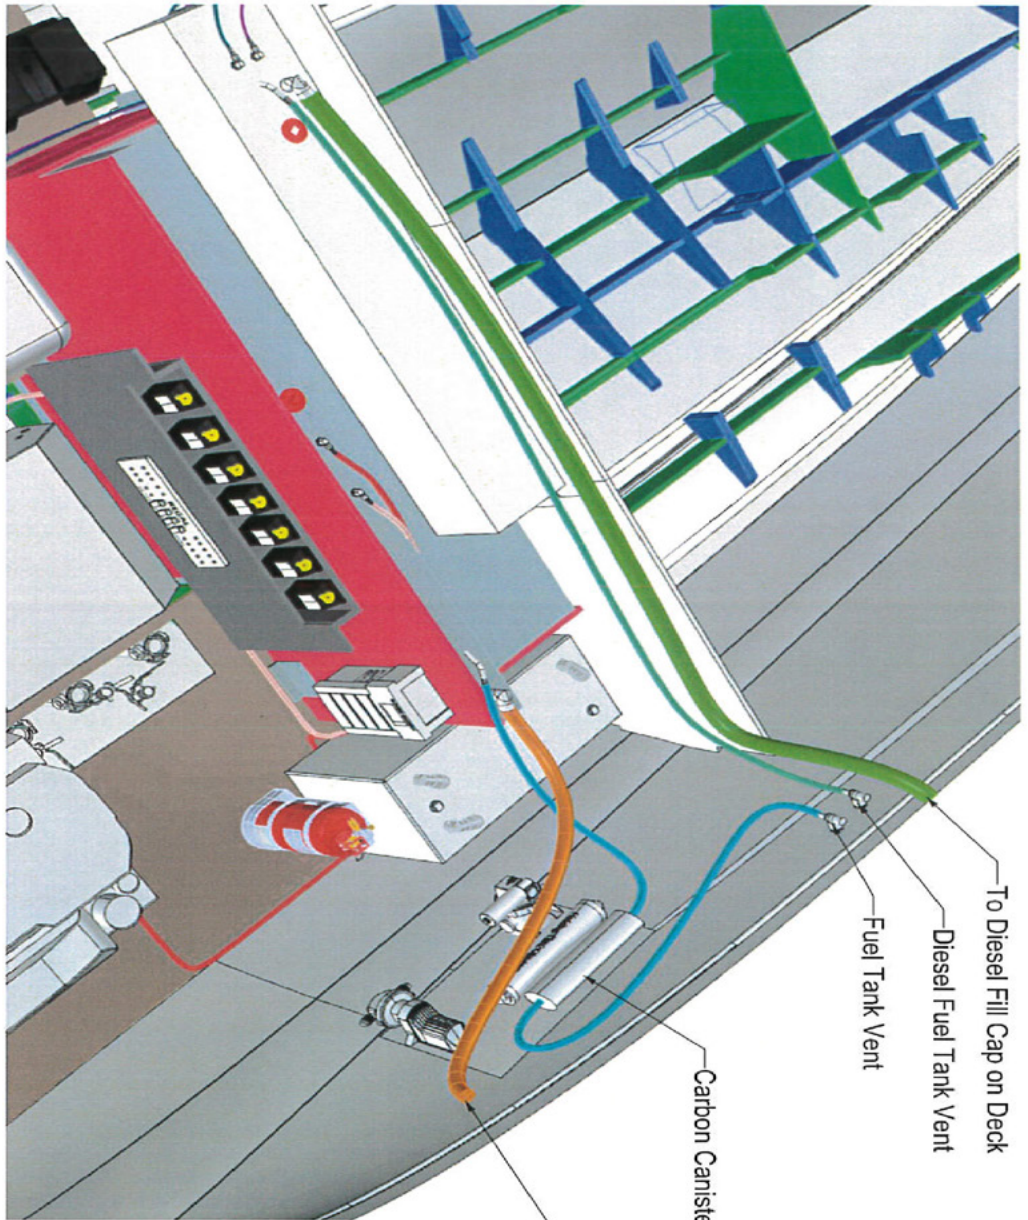 To Diesel Fill Cap on Deck
Diesel Fuel Tank Vent
Fuel Tank Vent
Carbon Caniste